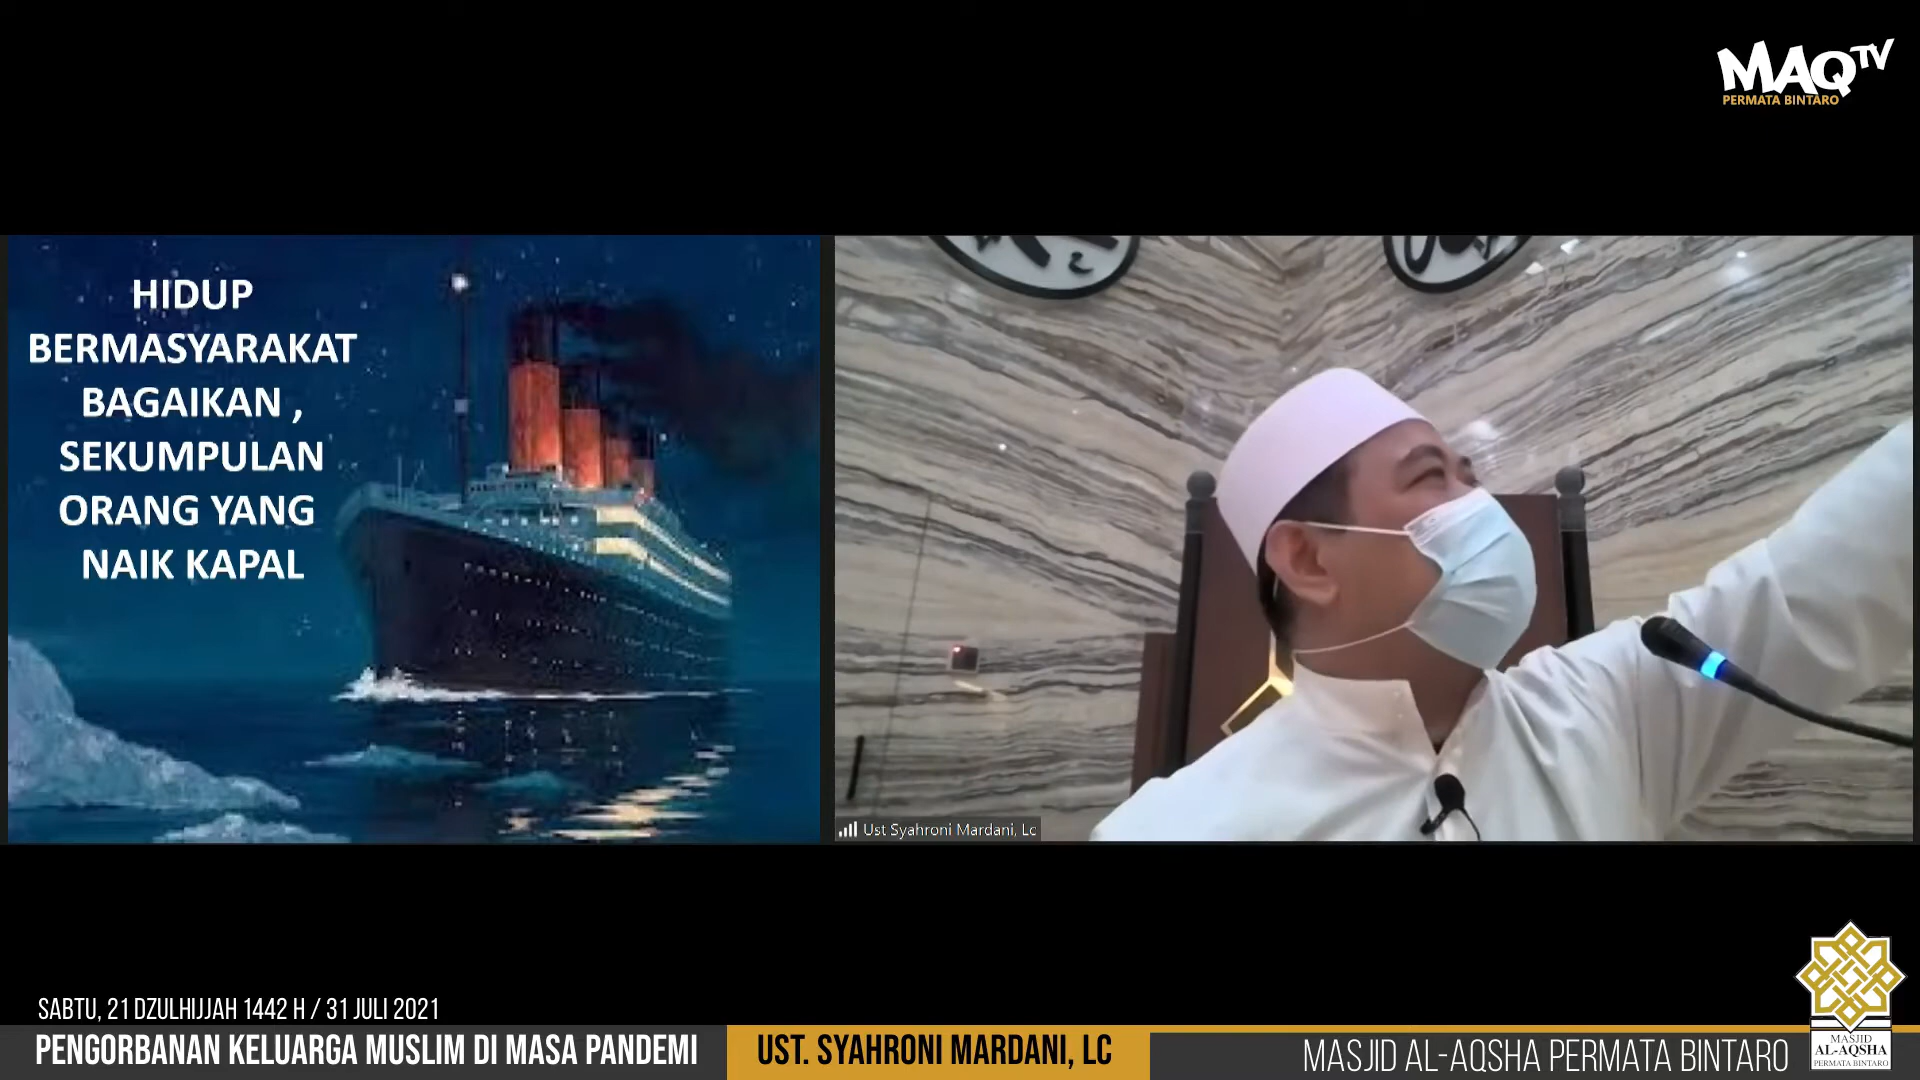 MAQTV
PERMATA BINTARO
HIDUP
BERMASYARAKAT
BAGAIKAN ,
SEKUMPULAN
ORANG YANG
NAIK KAPAL
Ust Syahroni Mardani, Lc
SABTU, 21 DZULHIJJAH 1442 H / 31 JULI 2021
PENGORBANAN KELUARGA MUSLIM DI MASA PANDEMI
UST. SYAHRONI MARDANI, LC
MASJID AL-AQSHA PERMATA BINTARO
MASJID
AL-AQSHA
PERMATA BINTARO